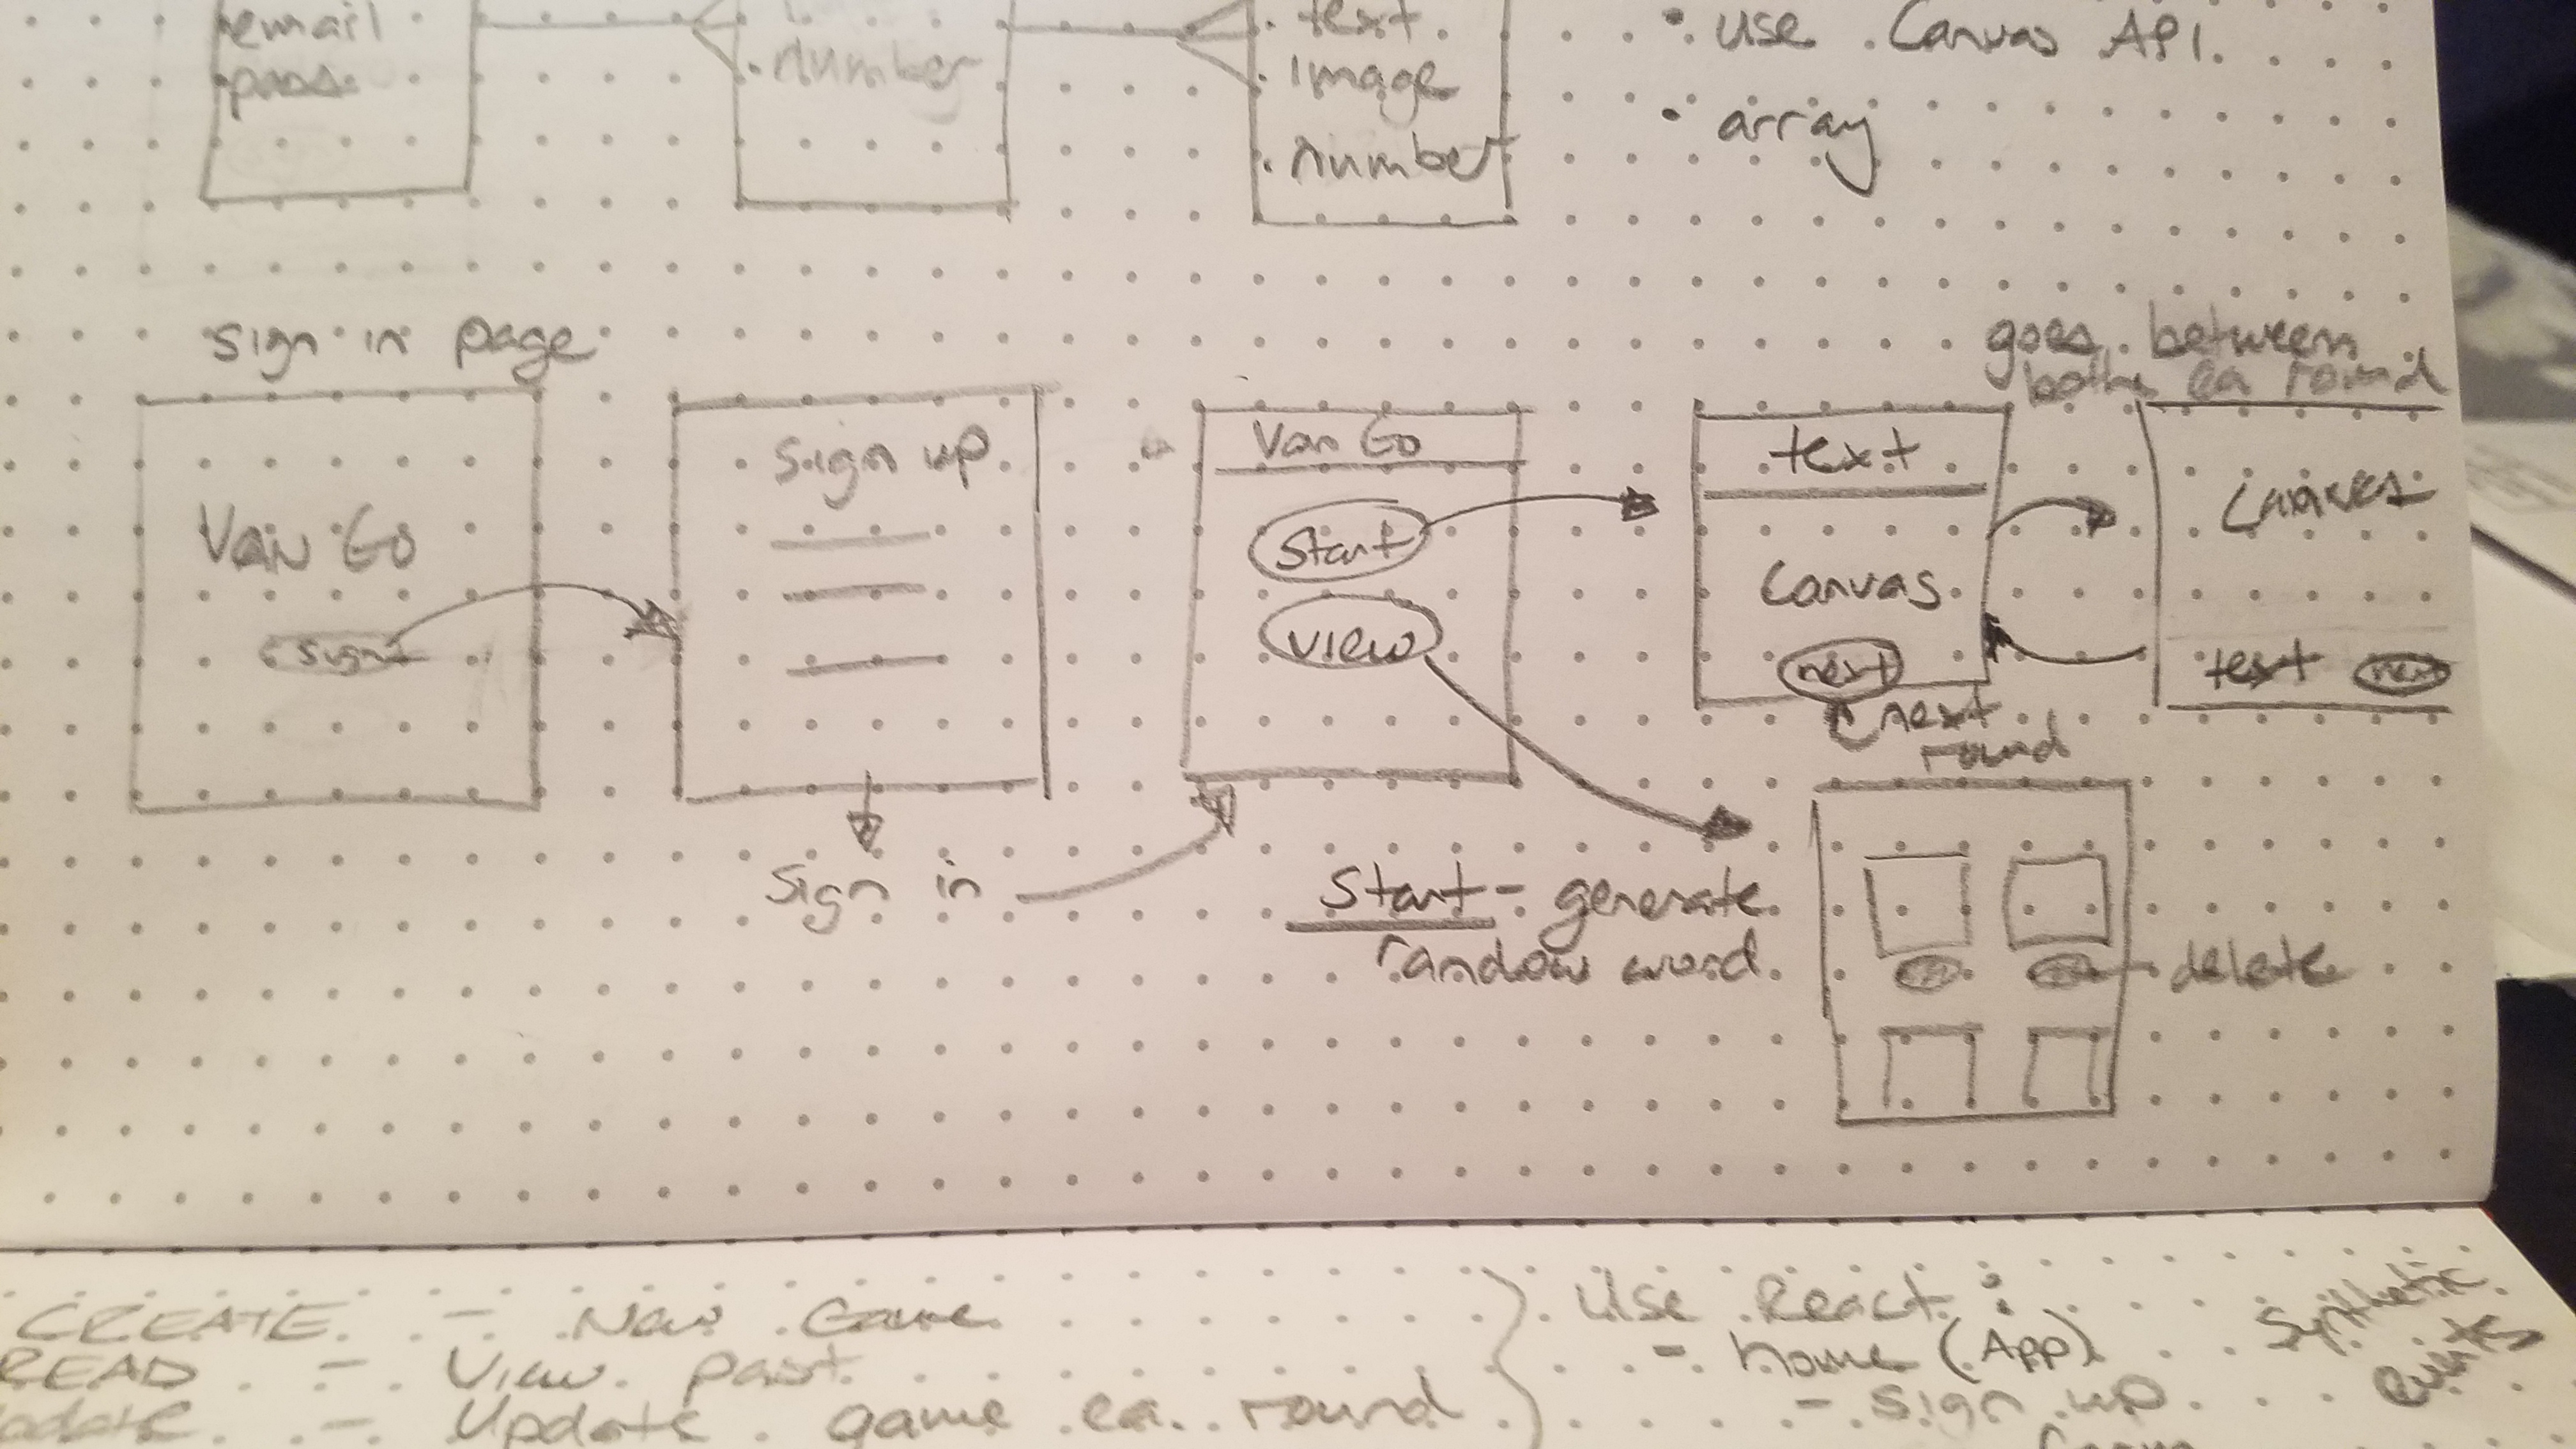 email
pass
number
text
image
number
use Canvas API
array
sign in page
Van Go
sign
sign up
sign in
Van Go
Start
view
goes between
both ea round
text
Canvas
next
next
round
Canvas
text next
Start - generate
random word
delete
CREATE - New Game
READ - View past
update - Update game ea. round
Use React:
- home (App)
- sign up
Synthetic
events